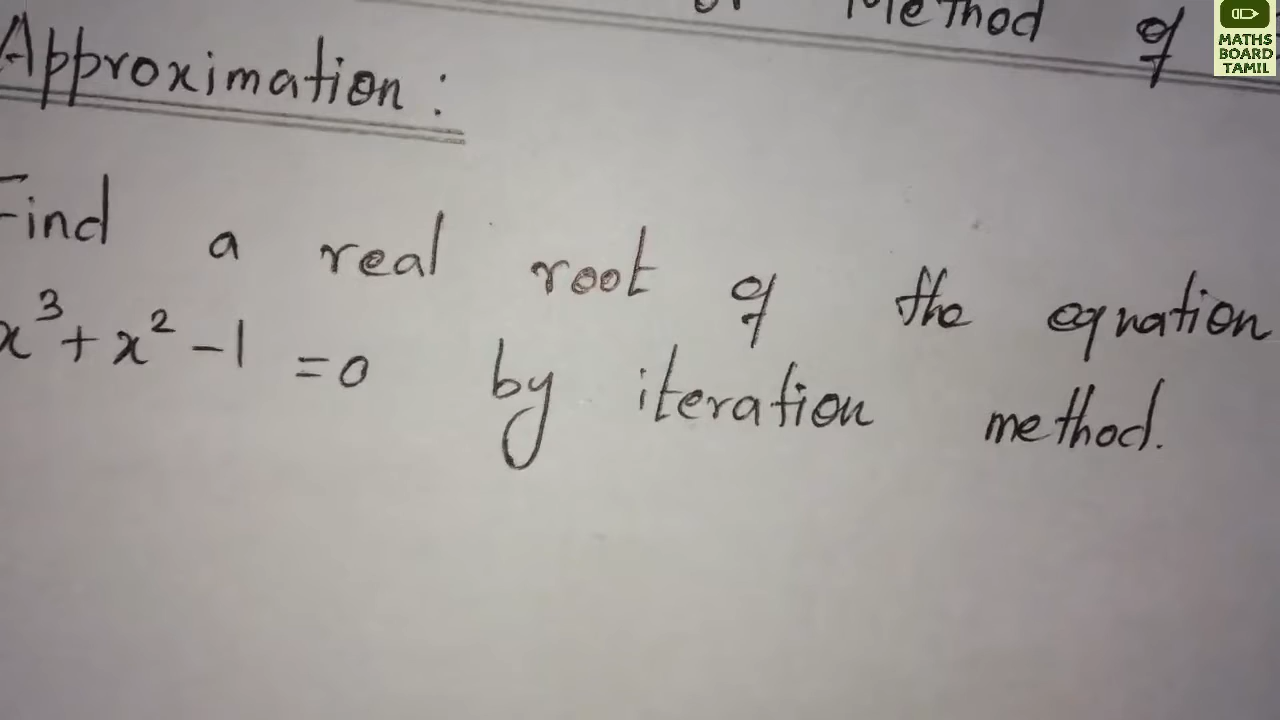 Method of
Approximation:
Find a real root of the equation
x³ + x² - 1 = 0 by iteration method.
MATHS
BOARD
TAMIL